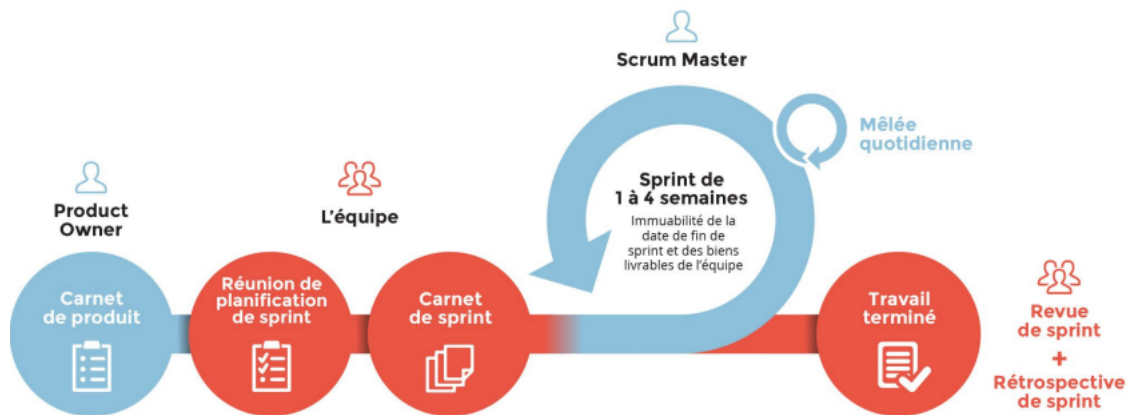 Scrum Master
Mêlée
quotidienne
Sprint de
1 à 4 semaines
Immuabilité de la
date de fin de
sprint et des biens
livrables de l'équipe
Product
Owner
L'équipe
Carnet
de produit
Réunion de
planification
de sprint
Carnet
de sprint
Travail
terminé
Revue
de sprint
+
Rétrospective
de sprint